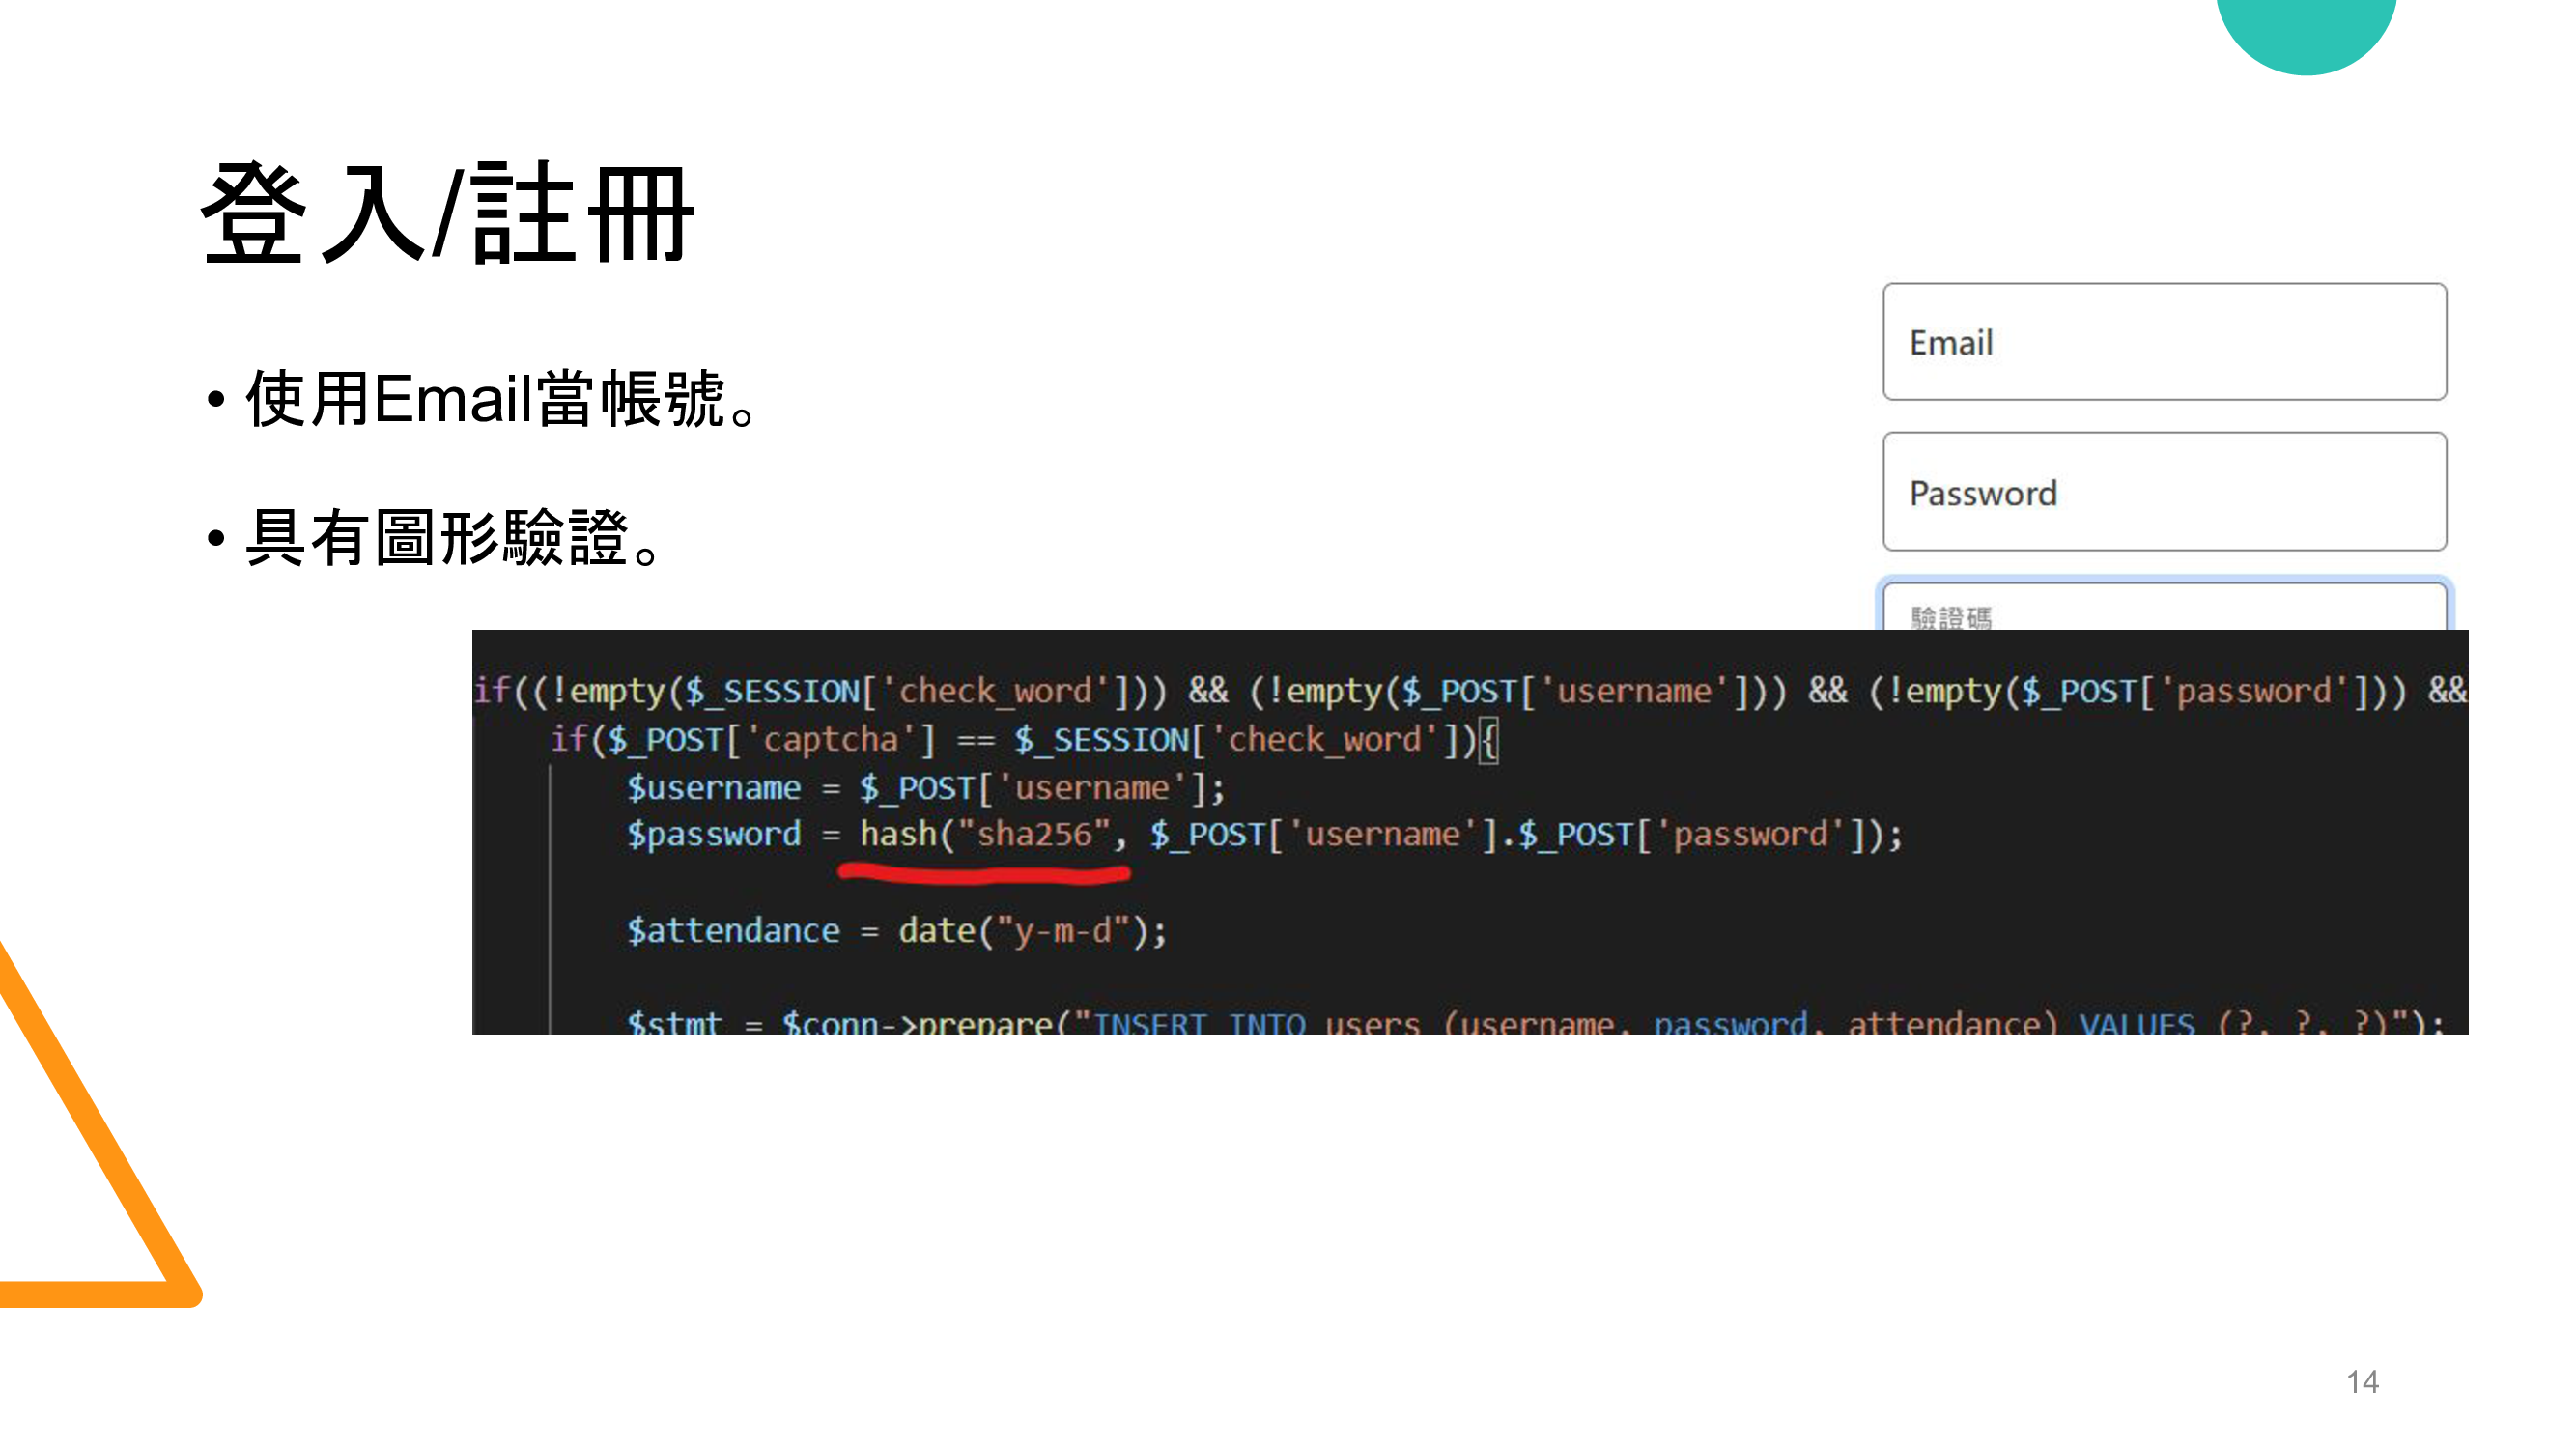 登入/註冊
• 使用Email當帳號。
• 具有圖形驗證。
Email
Password
驗證碼
if((!empty($_SESSION['check_word'])) && (!empty($_POST['username'])) && (!empty($_POST['password'])) &&
if($_POST['captcha'] == $_SESSION['check_word']){
$username = $_POST['username'];
$password = hash("sha256", $_POST['username'].$_POST['password']);
$attendance = date("y-m-d");
$stmt = $conn->prepare("INSERT INTO users (username, password, attendance) VALUES (?, ?, ?)");
14